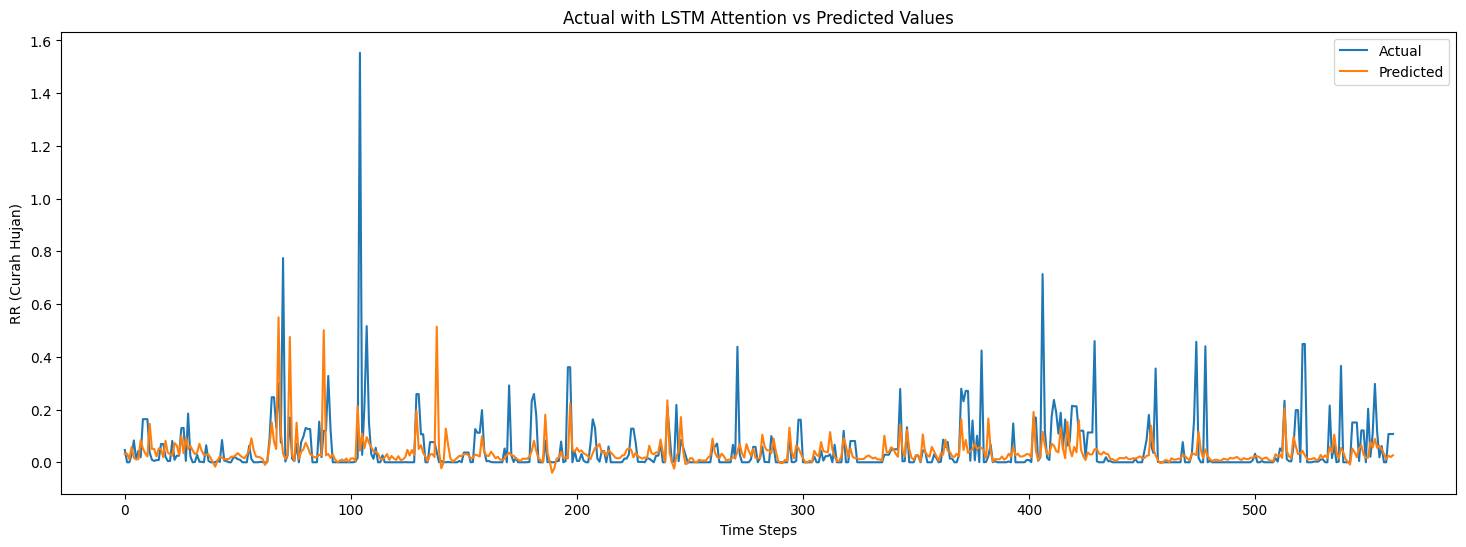 Actual with LSTM Attention vs Predicted Values
Actual
Predicted
RR (Curah Hujan)
1.6
1.4
1.2
1.0
0.8
0.6
0.4
0.2
0.0
0 100 200 300 400 500
Time Steps